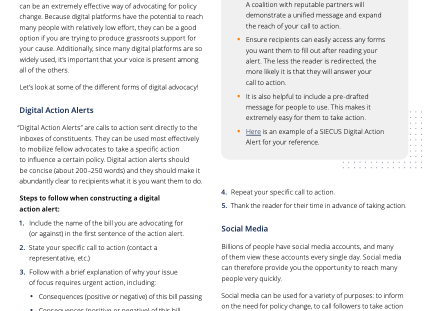 can be an extremely effective way of advocating for policy
change. Because digital platforms have the potential to reach
many people with relatively low effort, they can be a good
option if you are trying to produce grassroots support for
your cause. Additionally, since many digital platforms are so
widely used, it's important that your voice is present among
all of the others.
Let's look at some of the different forms of digital advocacy!
Digital Action Alerts
"Digital Action Alerts" are calls to action sent directly to the
inboxes of constituents. They can be used most effectively
to mobilize fellow advocates to take a specific action
to influence a certain policy. Digital action alerts should
be concise (about 200–250 words) and they should make it
abundantly clear to recipients what it is you want them to do.
Steps to follow when constructing a digital
action alert:
1. Include the name of the bill you are advocating for
(or against) in the first sentence of the action alert.
2. State your specific call to action (contact a
representative, etc.)
3. Follow with a brief explanation of why your issue
of focus requires urgent action, including:
• Consequences (positive or negative) of this bill passing
• Consequences (positive or negative) of this bill
A coalition with reputable partners will
demonstrate a unified message and expand
the reach of your call to action.
• Ensure recipients can easily access any forms
you want them to fill out after reading your
alert. The less the reader is redirected, the
more likely it is that they will answer your
call to action.
• It is also helpful to include a pre-drafted
message for people to use. This makes it
extremely easy for them to take action.
• Here is an example of a SIECUS Digital Action
Alert for your reference.
4. Repeat your specific call to action.
5. Thank the reader for their time in advance of taking action.
Social Media
Billions of people have social media accounts, and many
of them view these accounts every single day. Social media
can therefore provide you the opportunity to reach many
people very quickly.
Social media can be used for a variety of purposes: to inform
on the need for policy change, to call followers to take action